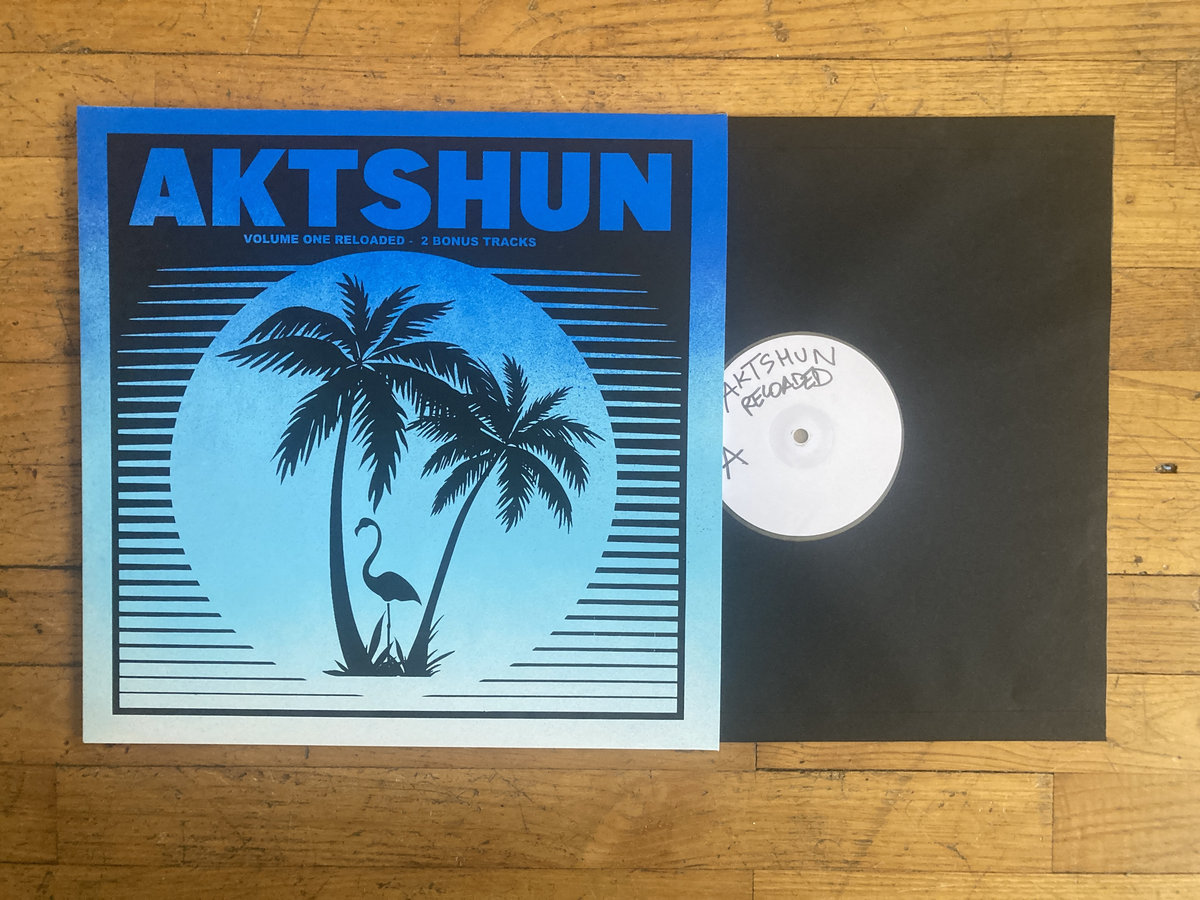 AKTSHUN
VOLUME ONE RELOADED - 2 BONUS TRACKS
AKTSHUN
RELOADED
A